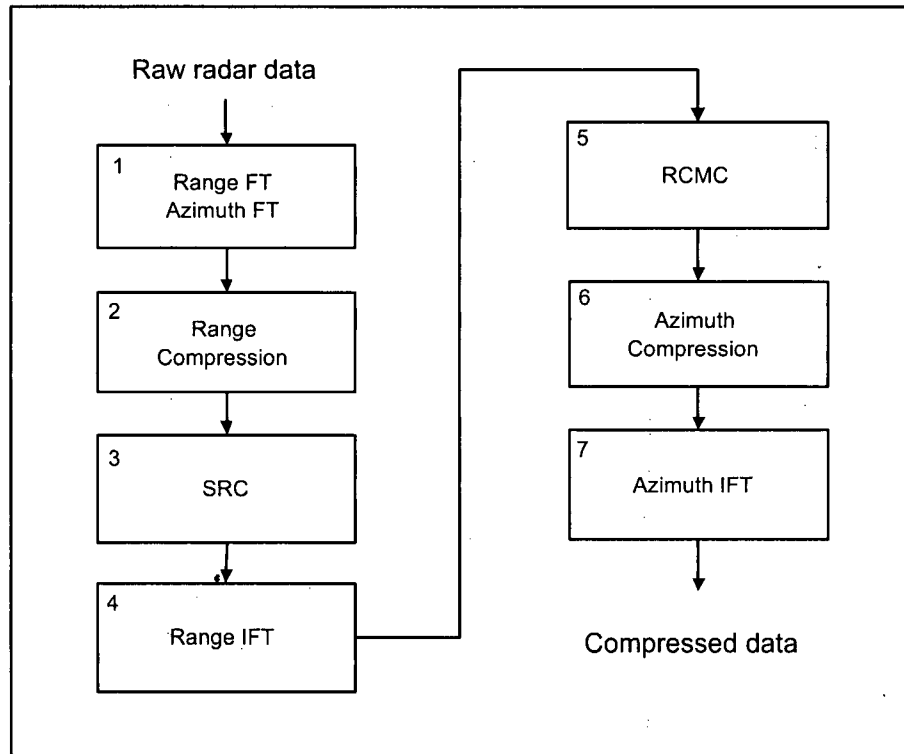 Raw radar data
1
Range FT
Azimuth FT
2
Range
Compression
3
SRC
4
Range IFT
5
RCMC
6
Azimuth
Compression
7
Azimuth IFT
Compressed data